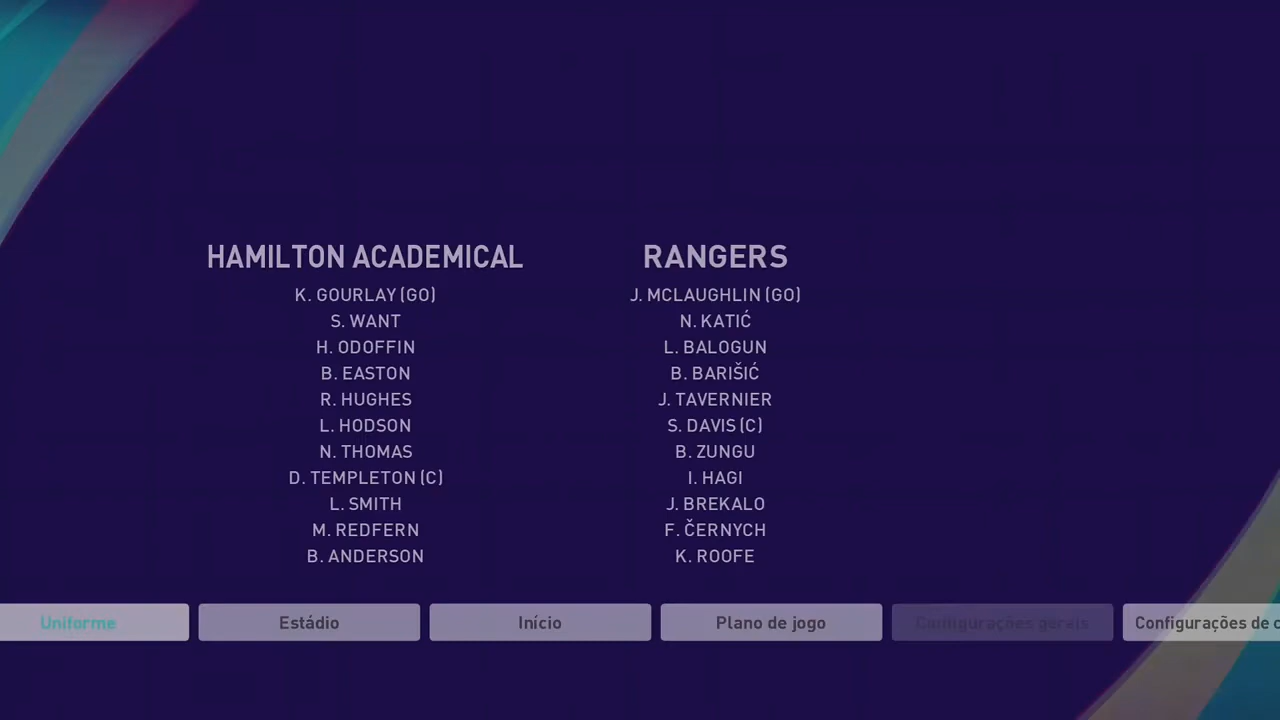 HAMILTON ACADEMICAL
K. GOURLAY (GO)
S. WANT
H. ODOFFIN
B. EASTON
R. HUGHES
L. HODSON
N. THOMAS
D. TEMPLETON (C)
L. SMITH
M. REDFERN
B. ANDERSON
RANGERS
J. MCLAUGHLIN (GO)
N. KATIĆ
L. BALOGUN
B. BARIŠIĆ
J. TAVERNIER
S. DAVIS (C)
B. ZUNGU
I. HAGI
J. BREKALO
F. ČERNYCH
K. ROOFE
Uniforme
Estádio
Início
Plano de jogo
Configurações gerais
Configurações de c